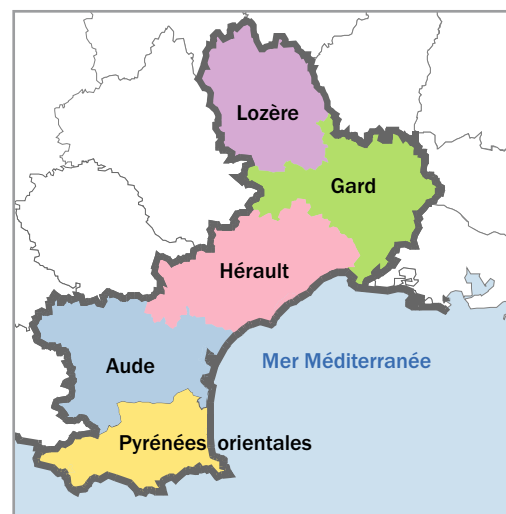 Lozère
Gard
Hérault
Mer Méditerranée
Aude
Pyrénées orientales